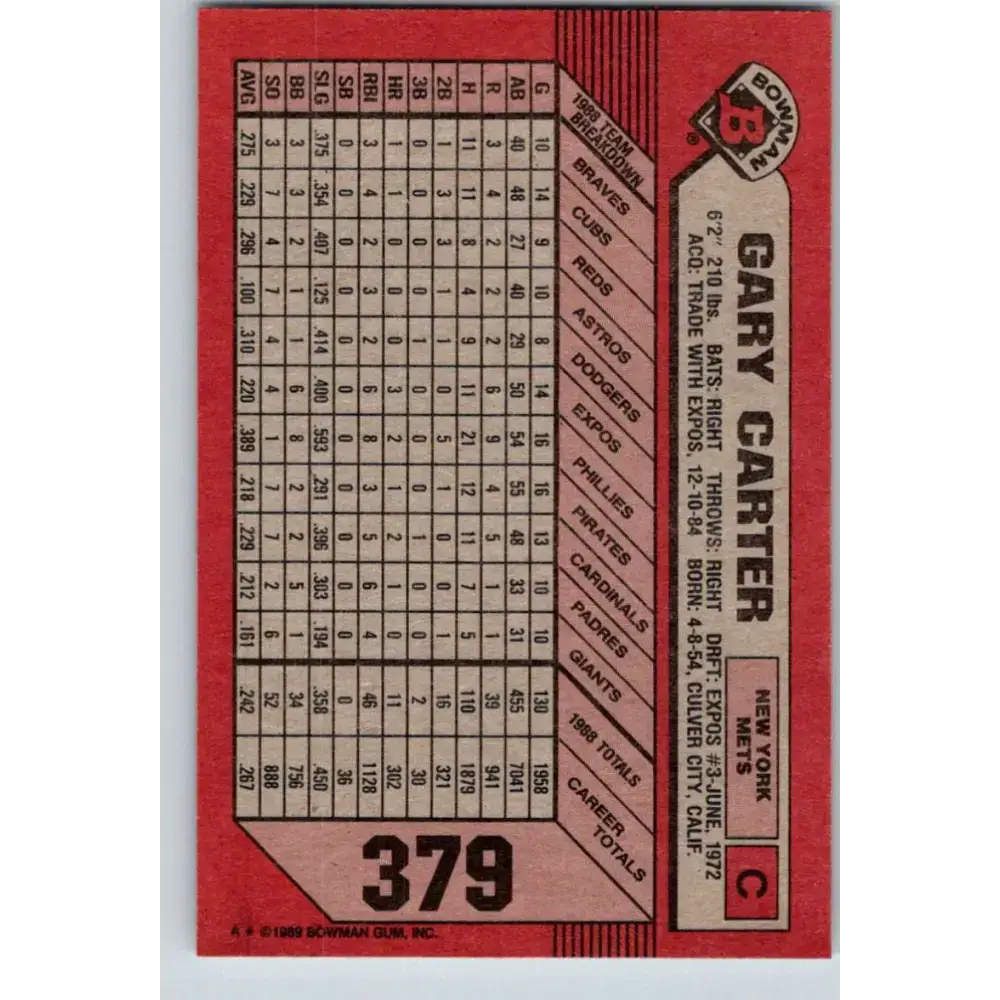 BOWMAN
B
®
GARY CARTER
NEW YORK
METS
C
6'2" 210 lbs. BATS: RIGHT THROWS: RIGHT DRFT: EXPOS #3-JUNE, 1972
ACQ: TRADE WITH EXPOS, 12-10-84 BORN: 4-8-54, CULVER CITY, CALIF.
1988 TEAM BREAKDOWN BRAVES CUBS REDS ASTROS DODGERS EXPOS PHILLIES PIRATES CARDINALS PADRES GIANTS 1988 TOTALS CAREER TOTALS
G 10 14 9 10 8 14 16 16 13 10 10 130 1958
AB 40 48 27 40 29 50 54 55 48 33 31 455 7041
R 3 4 2 2 2 6 9 4 5 1 1 39 941
H 11 11 8 4 9 11 21 12 11 7 5 110 1879
2B 1 3 3 1 1 0 5 1 0 0 1 16 321
3B 0 0 0 0 1 0 0 0 1 0 0 2 30
HR 1 1 0 0 0 3 2 1 2 1 0 11 302
RBI 3 4 2 3 2 6 8 3 5 6 4 46 1128
SB 0 0 0 0 0 0 0 0 0 0 0 0 36
SLG .375 .354 .407 .125 .414 .400 .593 .291 .396 .303 .194 .358 .450
BB 3 3 2 1 1 6 8 2 2 5 1 34 756
SO 3 7 4 7 4 4 1 7 7 2 6 52 888
AVG .275 .229 .296 .100 .310 .220 .389 .218 .229 .212 .161 .242 .267
379
A * ©1989 BOWMAN GUM, INC.